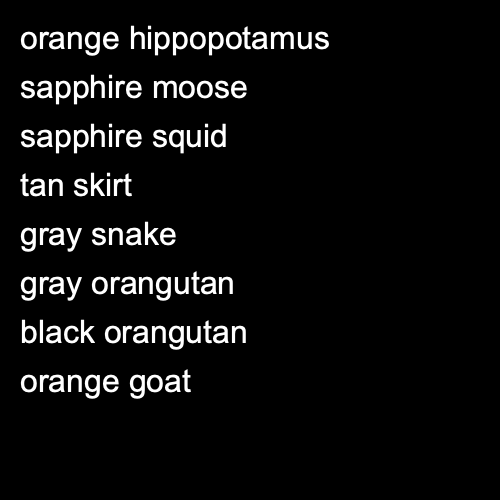 orange hippopotamus
sapphire moose
sapphire squid
tan skirt
gray snake
gray orangutan
black orangutan
orange goat